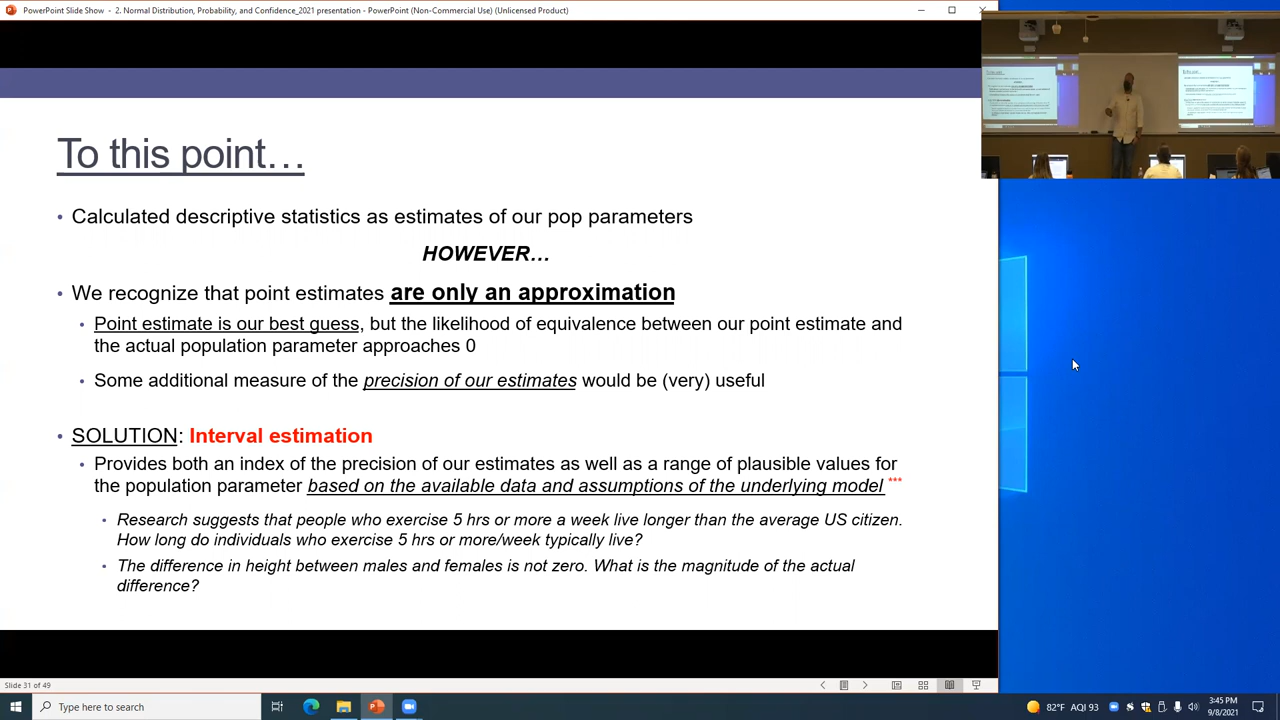 PowerPoint Slide Show - 2. Normal Distribution, Probability, and Confidence_2021 presentation - PowerPoint (Non-Commercial Use) (Unlicensed Product)
To this point…
• Calculated descriptive statistics as estimates of our pop parameters
HOWEVER…
• We recognize that point estimates are only an approximation
• Point estimate is our best guess, but the likelihood of equivalence between our point estimate and
the actual population parameter approaches 0
• Some additional measure of the precision of our estimates would be (very) useful
• SOLUTION: Interval estimation
• Provides both an index of the precision of our estimates as well as a range of plausible values for
the population parameter based on the available data and assumptions of the underlying model ***
• Research suggests that people who exercise 5 hrs or more a week live longer than the average US citizen.
How long do individuals who exercise 5 hrs or more/week typically live?
• The difference in height between males and females is not zero. What is the magnitude of the actual
difference?
Slide 31 of 49
Type here to search
82°F AQI 93
3:45 PM
9/8/2021